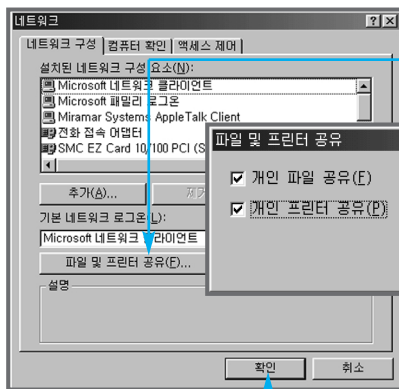 네트워크
네트워크 구성
컴퓨터 확인
액세스 제어
설치된 네트워크 구성 요소(N):
Microsoft 네트워크 클라이언트
Microsoft 패밀리 로그온
Miramar Systems AppleTalk Client
전화 접속 어댑터
SMC EZ Card 10/100 PCI (S
추가(A)...
기본 네트워크 로그온(L):
Microsoft 네트워크 클라이언트
파일 및 프린터 공유(F)...
설명
파일 및 프린터 공유
개인 파일 공유(F)
개인 프린터 공유(P)
확인
취소